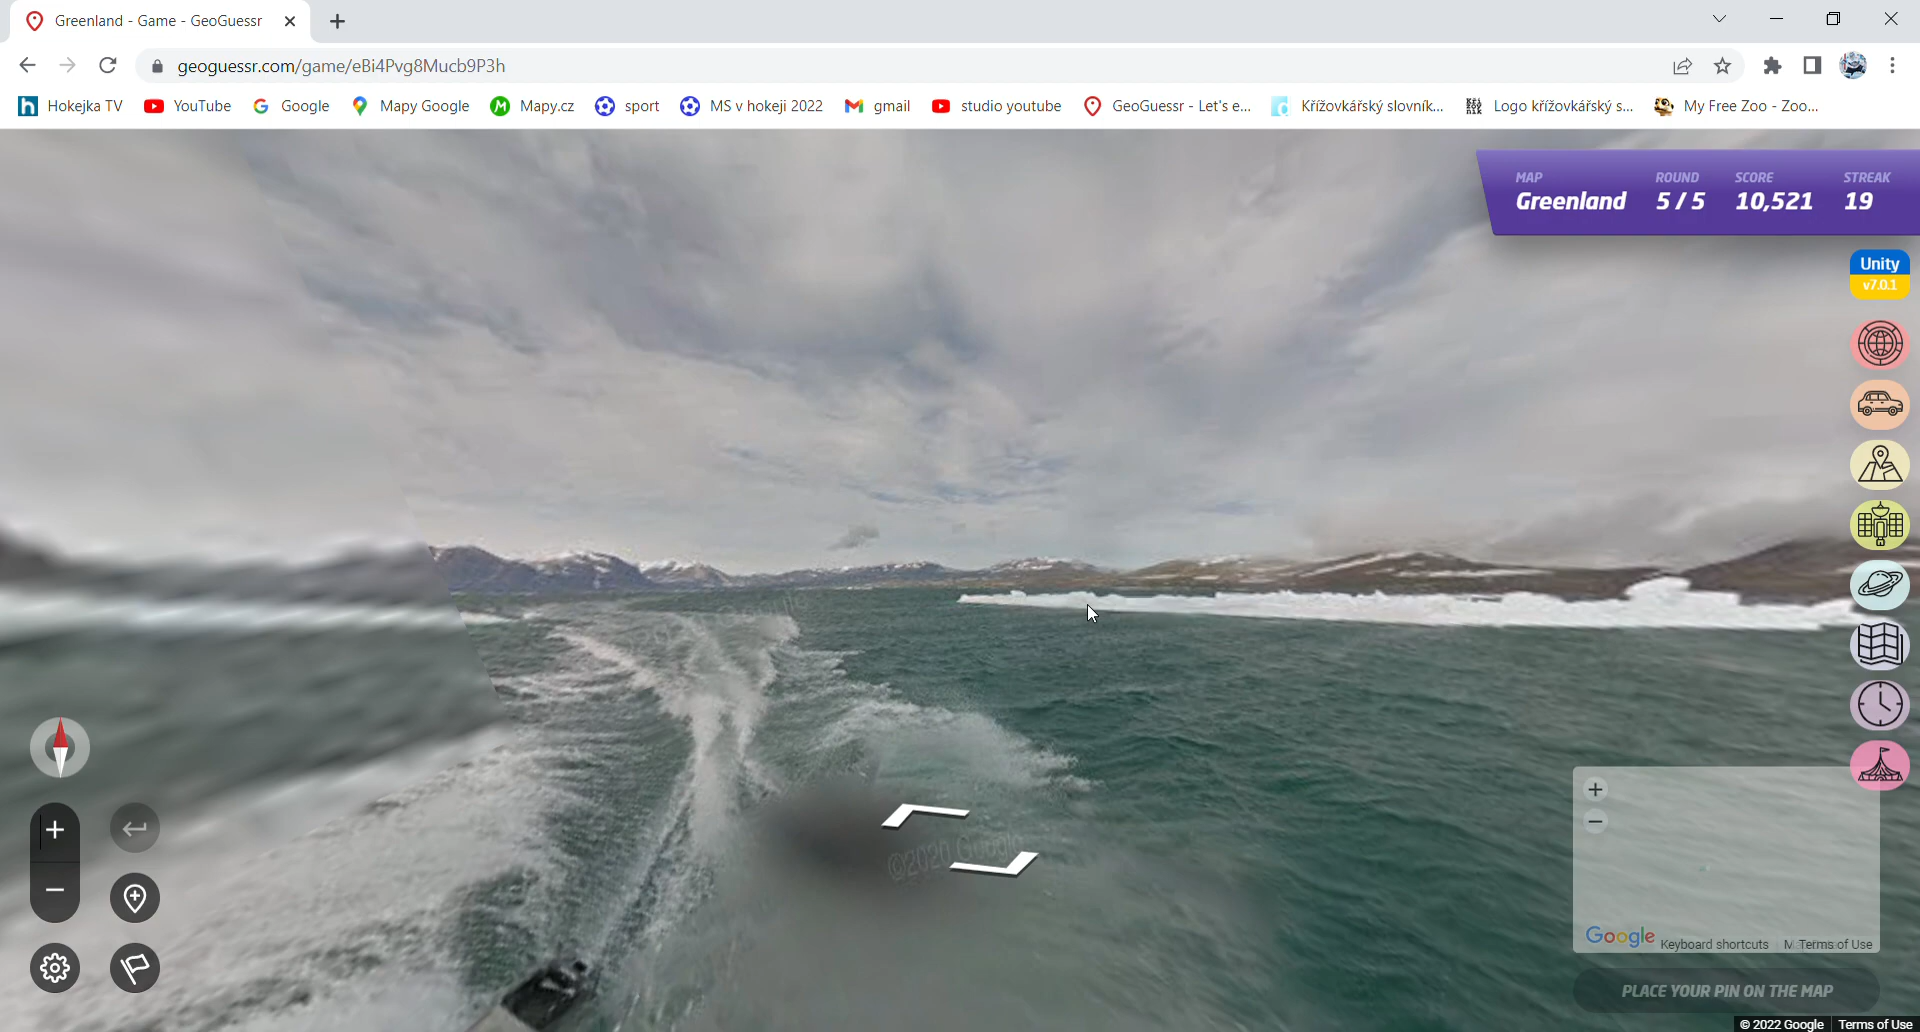 Greenland - Game - GeoGuessr
geoguessr.com/game/eBi4Pvg8Mucb9P3h
Hokejka TV YouTube Google Mapy Google Mapy.cz sport MS v hokeji 2022 gmail studio youtube GeoGuessr - Let's e... Křížovkářský slovník... Logo křížovkářský s... My Free Zoo - Zoo...
MAP ROUND SCORE STREAK
Greenland 5 / 5 10,521 19
Unity
v7.0.1
©2020 Google
Google Keyboard shortcuts Terms of Use
PLACE YOUR PIN ON THE MAP
© 2022 Google Terms of Use